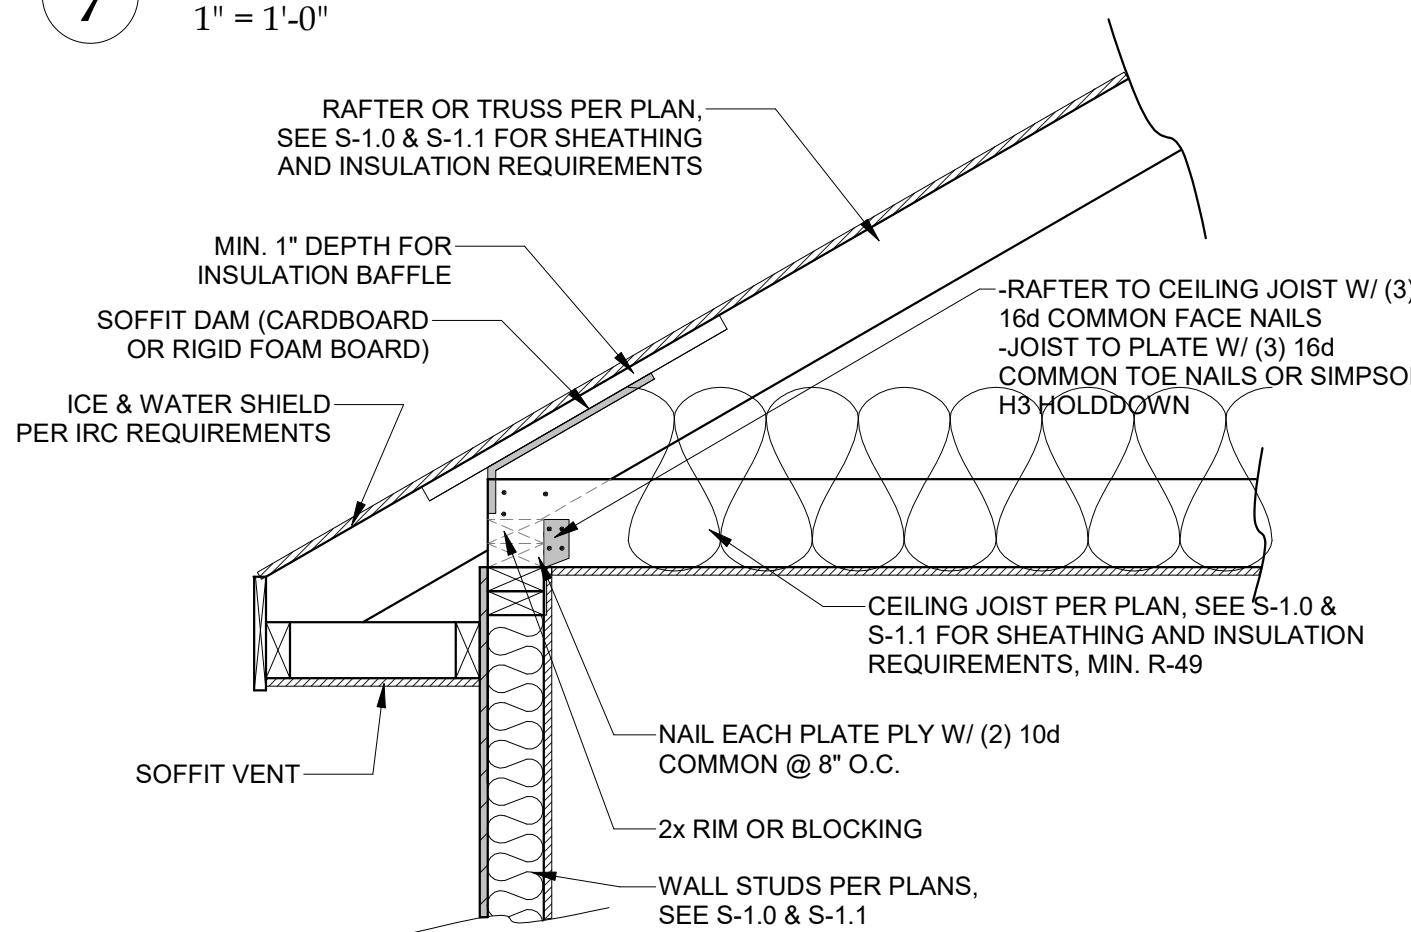 1" = 1'-0"
RAFTER OR TRUSS PER PLAN,
SEE S-1.0 & S-1.1 FOR SHEATHING
AND INSULATION REQUIREMENTS
MIN. 1" DEPTH FOR
INSULATION BAFFLE
SOFFIT DAM (CARDBOARD
OR RIGID FOAM BOARD)
ICE & WATER SHIELD
PER IRC REQUIREMENTS
-RAFTER TO CEILING JOIST W/ (3)
16d COMMON FACE NAILS
-JOIST TO PLATE W/ (3) 16d
COMMON TOE NAILS OR
H3 HOLDDOWN
CEILING JOIST PER PLAN, SEE S-1.0 &
S-1.1 FOR SHEATHING AND INSULATION
REQUIREMENTS, MIN. R-49
NAIL EACH PLATE PLY W/ (2) 10d
COMMON @ 8" O.C.
SOFFIT VENT
2x RIM OR BLOCKING
WALL STUDS PER PLANS,
SEE S-1.0 & S-1.1